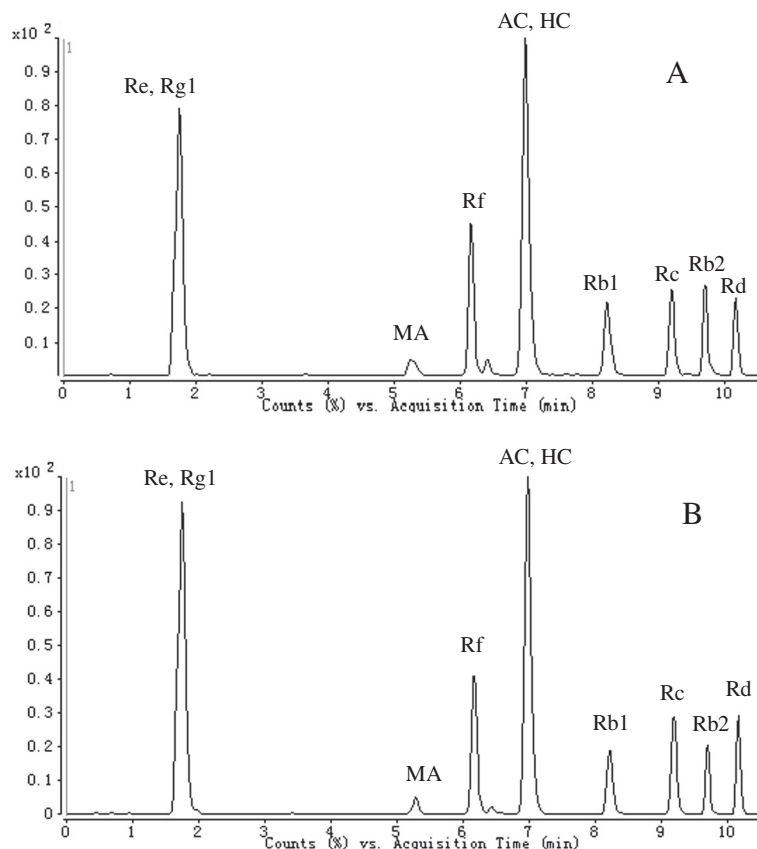 x10 2
AC, HC
1
A
0.9
Re, Rg1
0.8
0.7
0.6
0.5
Rf
0.4
0.3
Rb1 Rc Rb2 Rd
0.2
MA
0.1
0 1 2 3 4 5 6 7 8 9 10
Counts (%) vs. Acquisition Time (min)
x10 2
AC, HC
Re, Rg1
1
B
0.9
0.8
0.7
0.6
0.5
Rf
0.4
Rc Rd
0.3
Rb1 Rb2
0.2
MA
0.1
0
0 1 2 3 4 5 6 7 8 9 10
Counts (%) vs. Acquisition Time (min)